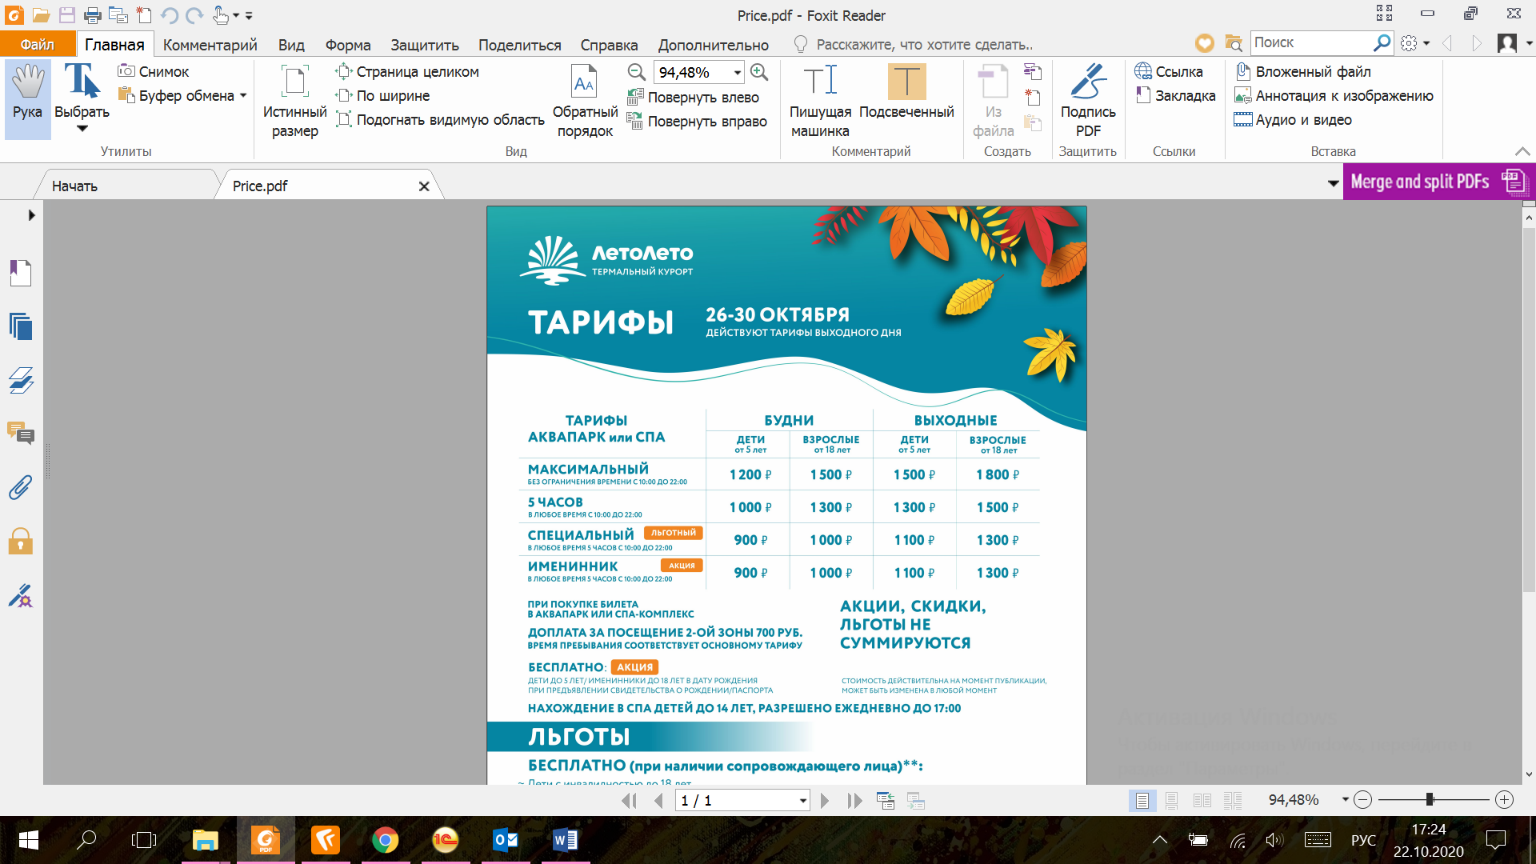 Price.pdf - Foxit Reader
Файл Главная Комментарий Вид Форма Защитить Поделиться Справка Дополнительно Расскажите, что хотите сделать.. Поиск
Рука
Выбрать
Снимок
Буфер обмена
Утилиты
Истинный размер
Страница целиком
По ширине
Подогнать видимую область
Обратный порядок
94,48%
Повернуть влево
Повернуть вправо
Вид
Пишущая машинка
Подсвеченный
Комментарий
Из файла
Создать
Подпись PDF
Защитить
Ссылка
Закладка
Ссылки
Вложенный файл
Аннотация к изображению
Аудио и видео
Вставка
Начать
Price.pdf
Merge and split PDFs
ЛетоЛето
ТЕРМАЛЬНЫЙ КУРОРТ
ТАРИФЫ
26-30 ОКТЯБРЯ
ДЕЙСТВУЮТ ТАРИФЫ ВЫХОДНОГО ДНЯ
ТАРИФЫ
АКВАПАРК или СПА
БУДНИ ВЫХОДНЫЕ
ДЕТИ ВЗРОСЛЫЕ ДЕТИ ВЗРОСЛЫЕ
от 5 лет от 18 лет от 5 лет от 18 лет
МАКСИМАЛЬНЫЙ 1 200 ₽ 1 500 ₽ 1 500 ₽ 1 800 ₽
БЕЗ ОГРАНИЧЕНИЯ ВРЕМЕНИ С 10:00 ДО 22:00
5 ЧАСОВ 1 000 ₽ 1 300 ₽ 1 300 ₽ 1 500 ₽
В ЛЮБОЕ ВРЕМЯ С 10:00 ДО 22:00
СПЕЦИАЛЬНЫЙ ЛЬГОТНЫЙ 900 ₽ 1 000 ₽ 1 100 ₽ 1 300 ₽
В ЛЮБОЕ ВРЕМЯ 5 ЧАСОВ С 10:00 ДО 22:00
ИМЕНИННИК АКЦИЯ 900 ₽ 1 000 ₽ 1 100 ₽ 1 300 ₽
В ЛЮБОЕ ВРЕМЯ 5 ЧАСОВ С 10:00 ДО 22:00
ПРИ ПОКУПКЕ БИЛЕТА
В АКВАПАРК ИЛИ СПА-КОМПЛЕКС
ДОПЛАТА ЗА ПОСЕЩЕНИЕ 2-ОЙ ЗОНЫ 700 РУБ.
ВРЕМЯ ПРЕБЫВАНИЯ СООТВЕТСТВУЕТ ОСНОВНОМУ ТАРИФУ
АКЦИИ, СКИДКИ,
ЛЬГОТЫ НЕ
СУММИРУЮТСЯ
БЕСПЛАТНО: АКЦИЯ
ДЕТИ ДО 5 ЛЕТ/ ИМЕНИННИКИ ДО 18 ЛЕТ В ДАТУ РОЖДЕНИЯ
ПРИ ПРЕДЪЯВЛЕНИИ СВИДЕТЕЛЬСТВА О РОЖДЕНИИ/ПАСПОРТА
СТОИМОСТЬ ДЕЙСТВИТЕЛЬНА НА МОМЕНТ ПУБЛИКАЦИИ,
МОЖЕТ БЫТЬ ИЗМЕНЕНА В ЛЮБОЙ МОМЕНТ
НАХОЖДЕНИЕ В СПА ДЕТЕЙ ДО 14 ЛЕТ, РАЗРЕШЕНО ЕЖЕДНЕВНО ДО 17:00
ЛЬГОТЫ
БЕСПЛАТНО (при наличии сопровождающего лица)**:
~ Дети с инвалидностью до 18 лет
1 / 1
94,48%
РУС
17:24
22.10.2020